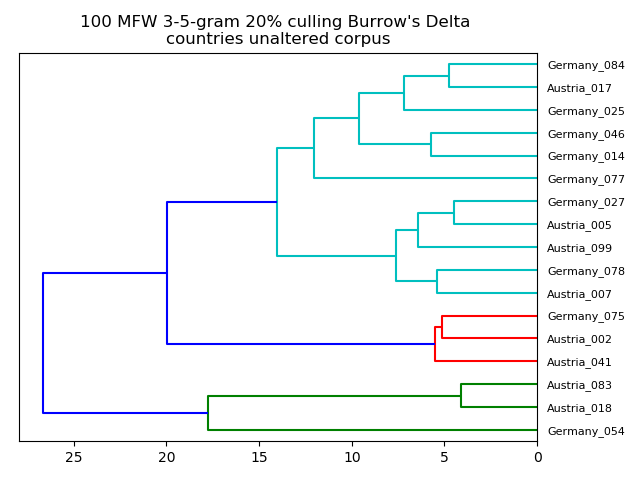 100 MFW 3-5-gram 20% culling Burrow's Delta
countries unaltered corpus
Germany_084
Austria_017
Germany_025
Germany_046
Germany_014
Germany_077
Germany_027
Austria_005
Austria_099
Germany_078
Austria_007
Germany_075
Austria_002
Austria_041
Austria_083
Austria_018
Germany_054
25 20 15 10 5 0